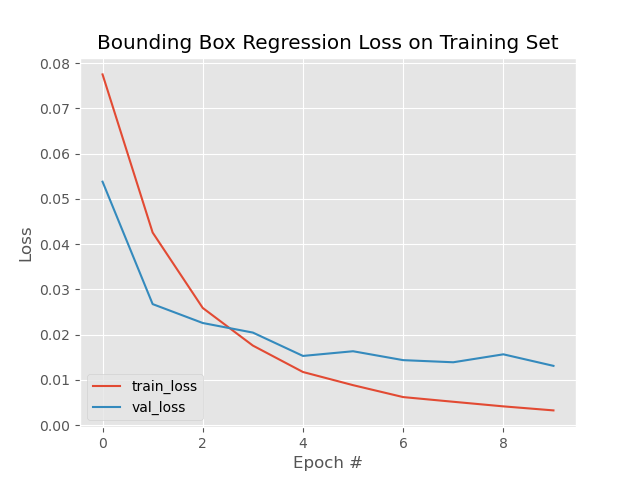 Bounding Box Regression Loss on Training Set
0.08
0.07
0.06
0.05
0.04
0.03
0.02
0.01
0.00
Loss
train_loss
val_loss
0 2 4 6 8
Epoch #